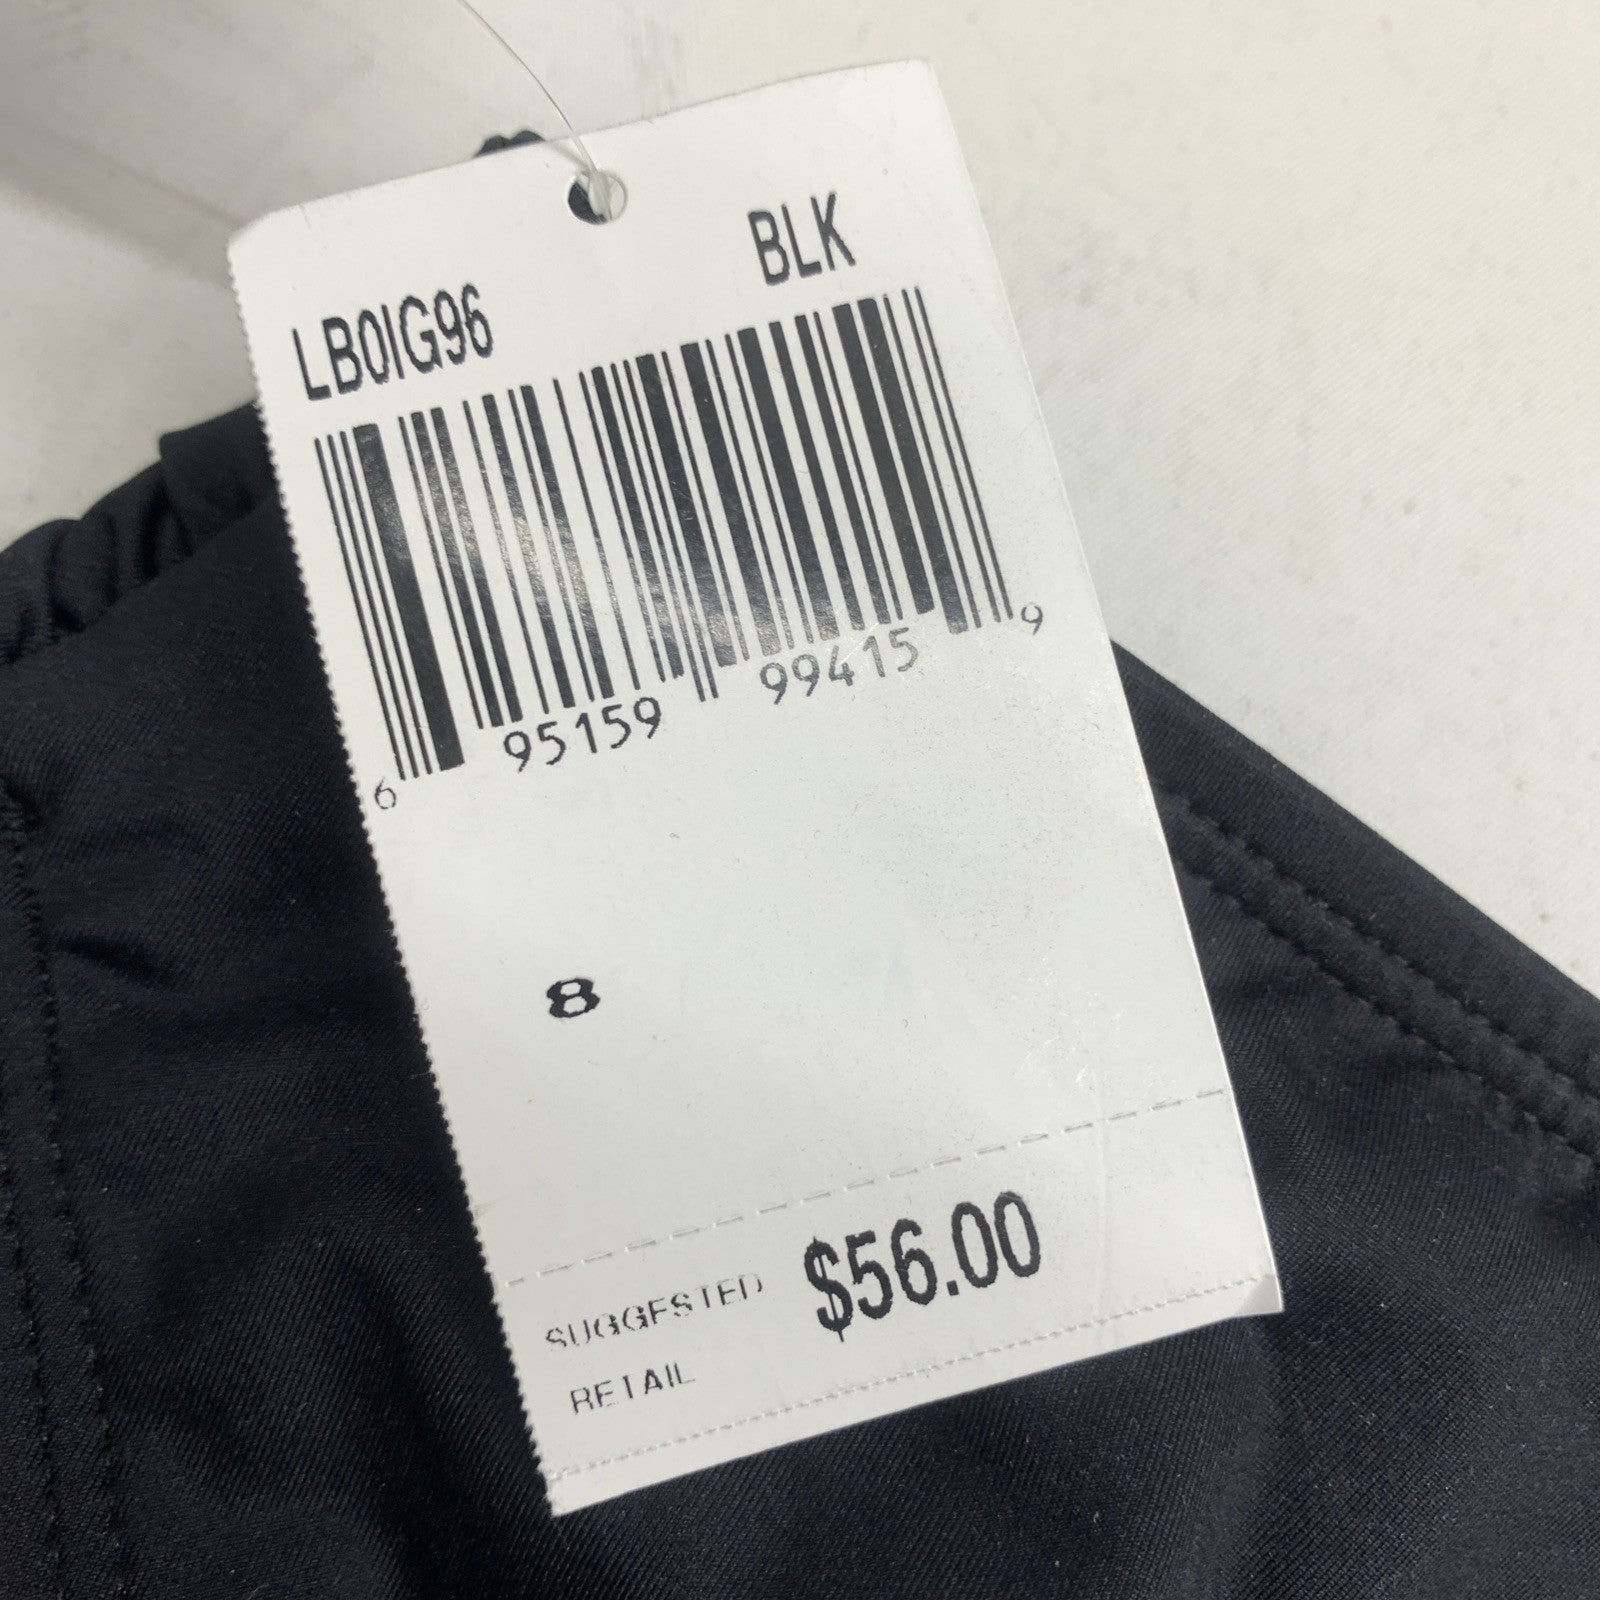 LB0IG96 BLK
6 95159 99415 9
8
SUGGESTED $56.00
RETAIL